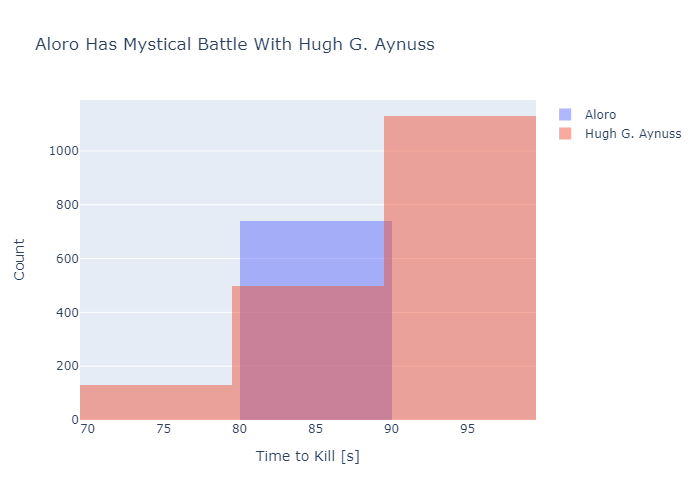 Aloro Has Mystical Battle With Hugh G. Aynuss
Aloro
Hugh G. Aynuss
1000
800
600
400
200
0
70 75 80 85 90 95
Count
Time to Kill [s]